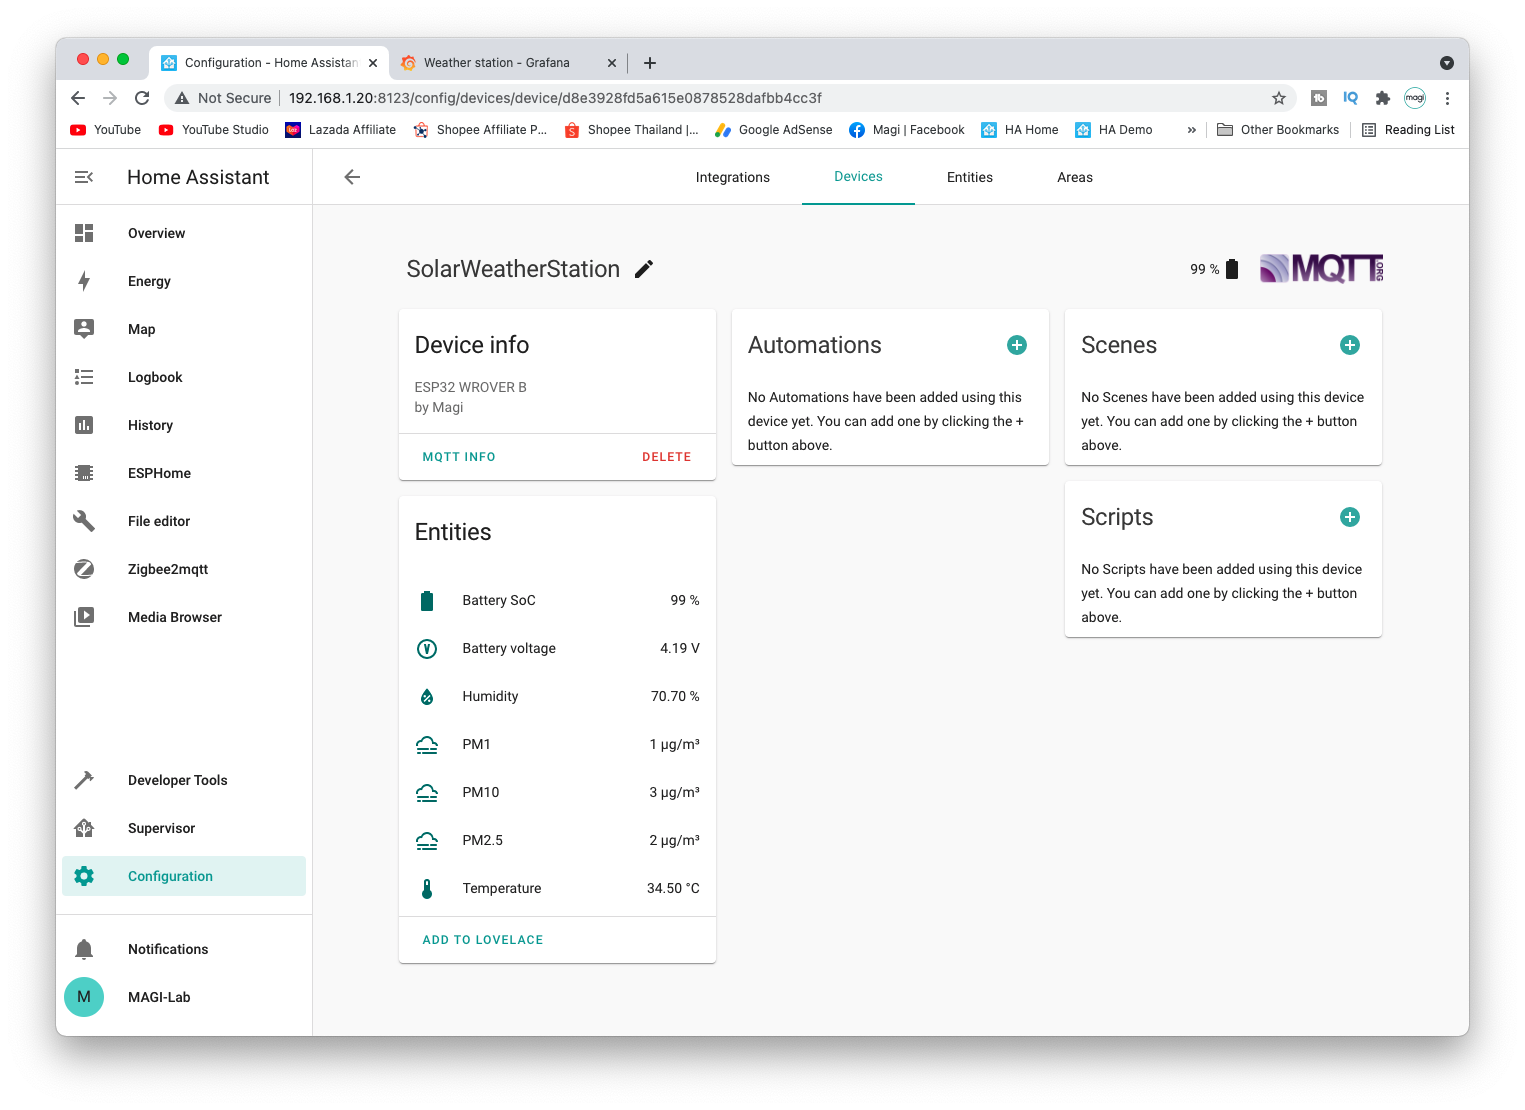 Configuration - Home Assistan
Weather station - Grafana
Not Secure
192.168.1.20:8123/config/devices/device/d8e3928fd5a615e0878528dafbb4cc3f
tb
IQ
magi
YouTube
YouTube Studio
Lazada Affiliate
Shopee Affiliate P...
Shopee Thailand |...
Google AdSense
Magi | Facebook
HA Home
HA Demo
»
Other Bookmarks
Reading List
Home Assistant
Integrations
Devices
Entities
Areas
Overview
Energy
Map
Logbook
History
ESPHome
File editor
Zigbee2mqtt
Media Browser
Developer Tools
Supervisor
Configuration
Notifications
M
MAGI-Lab
SolarWeatherStation
99 %
MQTT.ORG
Device info
ESP32 WROVER B
by Magi
MQTT INFO
DELETE
Entities
Battery SoC
99 %
Battery voltage
4.19 V
Humidity
70.70 %
PM1
1 µg/m³
PM10
3 µg/m³
PM2.5
2 µg/m³
Temperature
34.50 °C
ADD TO LOVELACE
Automations
No Automations have been added using this
device yet. You can add one by clicking the +
button above.
Scenes
No Scenes have been added using this device
yet. You can add one by clicking the + button
above.
Scripts
No Scripts have been added using this device
yet. You can add one by clicking the + button
above.